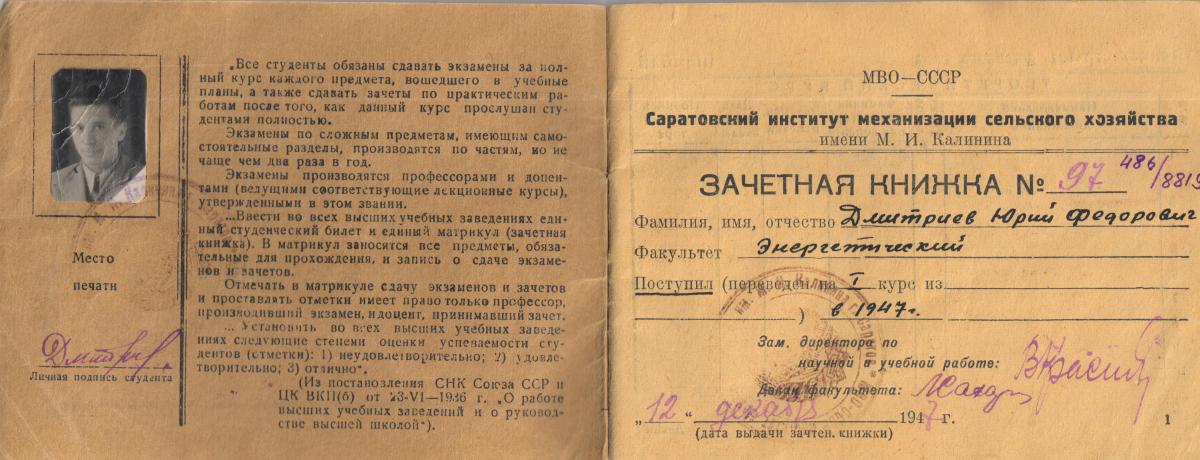 „Все студенты обязаны сдавать экзамены за пол-
ный курс каждого предмета, вошедшего в учебные
планы, а также сдавать зачеты по практическим ра-
ботам после того, как данный курс прослушан сту-
дентами полностью.
Экзамены по сложным предметам, имеющим само-
стоятельные разделы, производятся по частям, но не
чаще чем два раза в год.
Экзамены производятся профессорами и доцен-
тами (ведущими соответствующие лекционные курсы),
утвержденными в этом звании.
...Ввести во всех высших учебных заведениях еди-
ный студенческий билет и единый матрикул (зачетная
книжка). В матрикул заносятся все предметы, обяза-
тельные для прохождения, и запись о сдаче экзаме-
нов и зачетов.
Отмечать в матрикуле сдачу экзаменов и зачетов
и проставлять отметки имеет право только профессор,
производивший экзамен, и доцент, принимавший зачет.
... Установить во всех высших учебных заведе-
ниях следующие степени оценки успеваемости сту-
дентов (отметки): 1) неудовлетворительно; 2) удовле-
творительно; 3) отлично".
(Из постановления СНК Союза ССР и
ЦК ВКП(б) от 23-VI—1936 г. „О работе
высших учебных заведений и о руковод-
стве высшей школой").
Место
печати
Дмитриев
Личная подпись студента
МВО—СССР
Саратовский институт механизации сельского хозяйства
имени М. И. Калинина
ЗАЧЕТНАЯ КНИЖКА № 97 486/8819
Фамилия, имя, отчество Дмитриев Юрий Федорович
Факультет Энергетический
Поступил (переведен на I курс из
) в 1947 г.
Зам. директора по
научной и учебной работе:
Декан факультета:
„12" декабря 1947 г.
(дата выдачи зачтен. книжки)
1